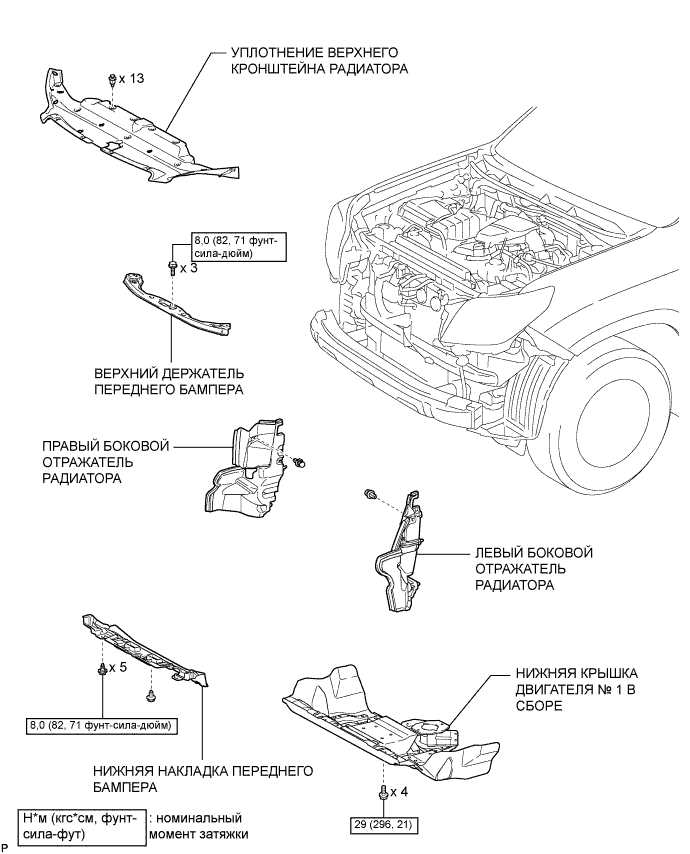 УПЛОТНЕНИЕ ВЕРХНЕГО
КРОНШТЕЙНА РАДИАТОРА
x 13
8,0 (82, 71 фунт-
сила-дюйм)
x 3
ВЕРХНИЙ ДЕРЖАТЕЛЬ
ПЕРЕДНЕГО БАМПЕРА
ПРАВЫЙ БОКОВОЙ
ОТРАЖАТЕЛЬ
РАДИАТОРА
ЛЕВЫЙ БОКОВОЙ
ОТРАЖАТЕЛЬ
РАДИАТОРА
x 5
8,0 (82, 71 фунт-сила-дюйм)
НИЖНЯЯ КРЫШКА
ДВИГАТЕЛЯ № 1 В
СБОРЕ
НИЖНЯЯ НАКЛАДКА ПЕРЕДНЕГО
БАМПЕРА
x 4
29 (296, 21)
Н*м (кгс*см, фунт-
сила-фут)
: номинальный
момент затяжки
P